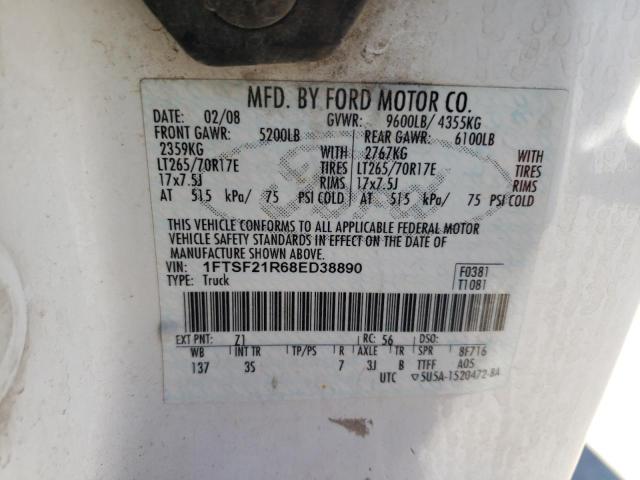 MFD. BY FORD MOTOR CO.
DATE: 02/08 GVWR: 9600LB/ 4355KG
FRONT GAWR: 5200LB REAR GAWR: 6100LB
2359KG WITH 2767KG WITH
LT265/70R17E TIRES LT265/70R17E TIRES
17x7.5J RIMS 17x7.5J RIMS
AT 515 kPa/ 75 PSI COLD AT 515 kPa/ 75 PSI COLD
THIS VEHICLE CONFORMS TO ALL APPLICABLE FEDERAL MOTOR
VEHICLE SAFETY STANDARDS IN EFFECT ON THE DATE OF
MANUFACTURE SHOWN ABOVE.
VIN: 1FTSF21R68ED38890 F0381
TYPE: Truck T1081
EXT PNT: 71 RC: 56 DSO:
WB INT TR TP/PS R AXLE TR SPR 8F716
137 3S 7 3J B TTFF A05
UTC 5U5A-1520472-BA